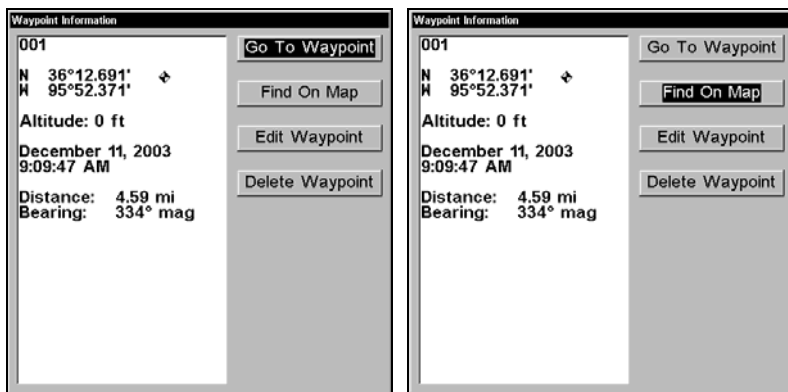 Waypoint Information
001
N 36°12.691'
W 95°52.371'
Altitude: 0 ft
December 11, 2003
9:09:47 AM
Distance: 4.59 mi
Bearing: 334° mag
Go To Waypoint
Find On Map
Edit Waypoint
Delete Waypoint
Waypoint Information
001
N 36°12.691'
W 95°52.371'
Altitude: 0 ft
December 11, 2003
9:09:47 AM
Distance: 4.59 mi
Bearing: 334° mag
Go To Waypoint
Find On Map
Edit Waypoint
Delete Waypoint